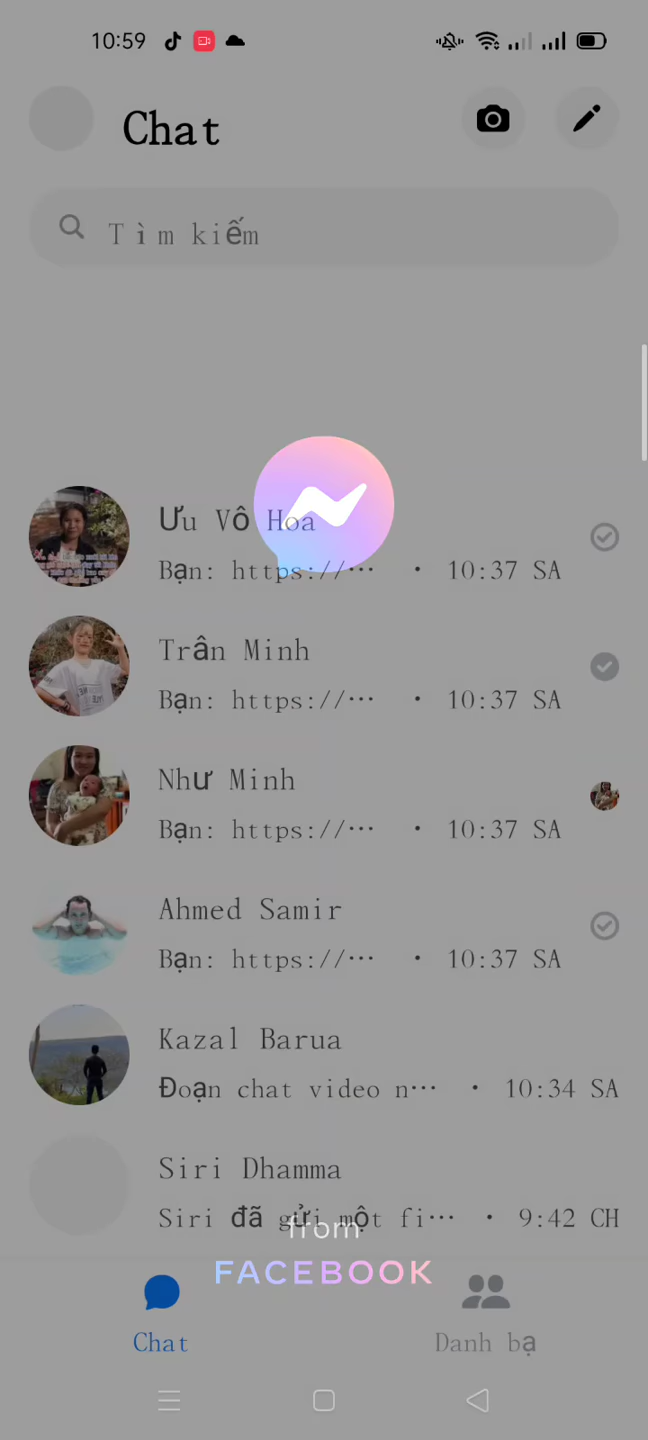 10:59
Chat
Tìm kiếm
Ưu Vô Hoa
Bạn: https://… · 10:37 SA
Trân Minh
Bạn: https://… · 10:37 SA
Như Minh
Bạn: https://… · 10:37 SA
Ahmed Samir
Bạn: https://… · 10:37 SA
Kazal Barua
Đoạn chat video n… · 10:34 SA
Siri Dhamma
Siri đã gửi một fi… · 9:42 CH
from
FACEBOOK
Chat
Danh bạ